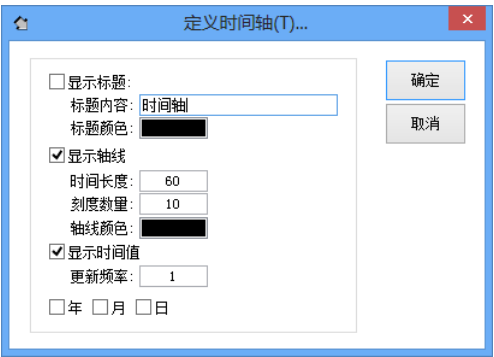 定义时间轴(T)...
显示标题:
标题内容: 时间轴
标题颜色:
显示轴线
时间长度: 60
刻度数量: 10
轴线颜色:
显示时间值
更新频率: 1
年 月 日
确定
取消